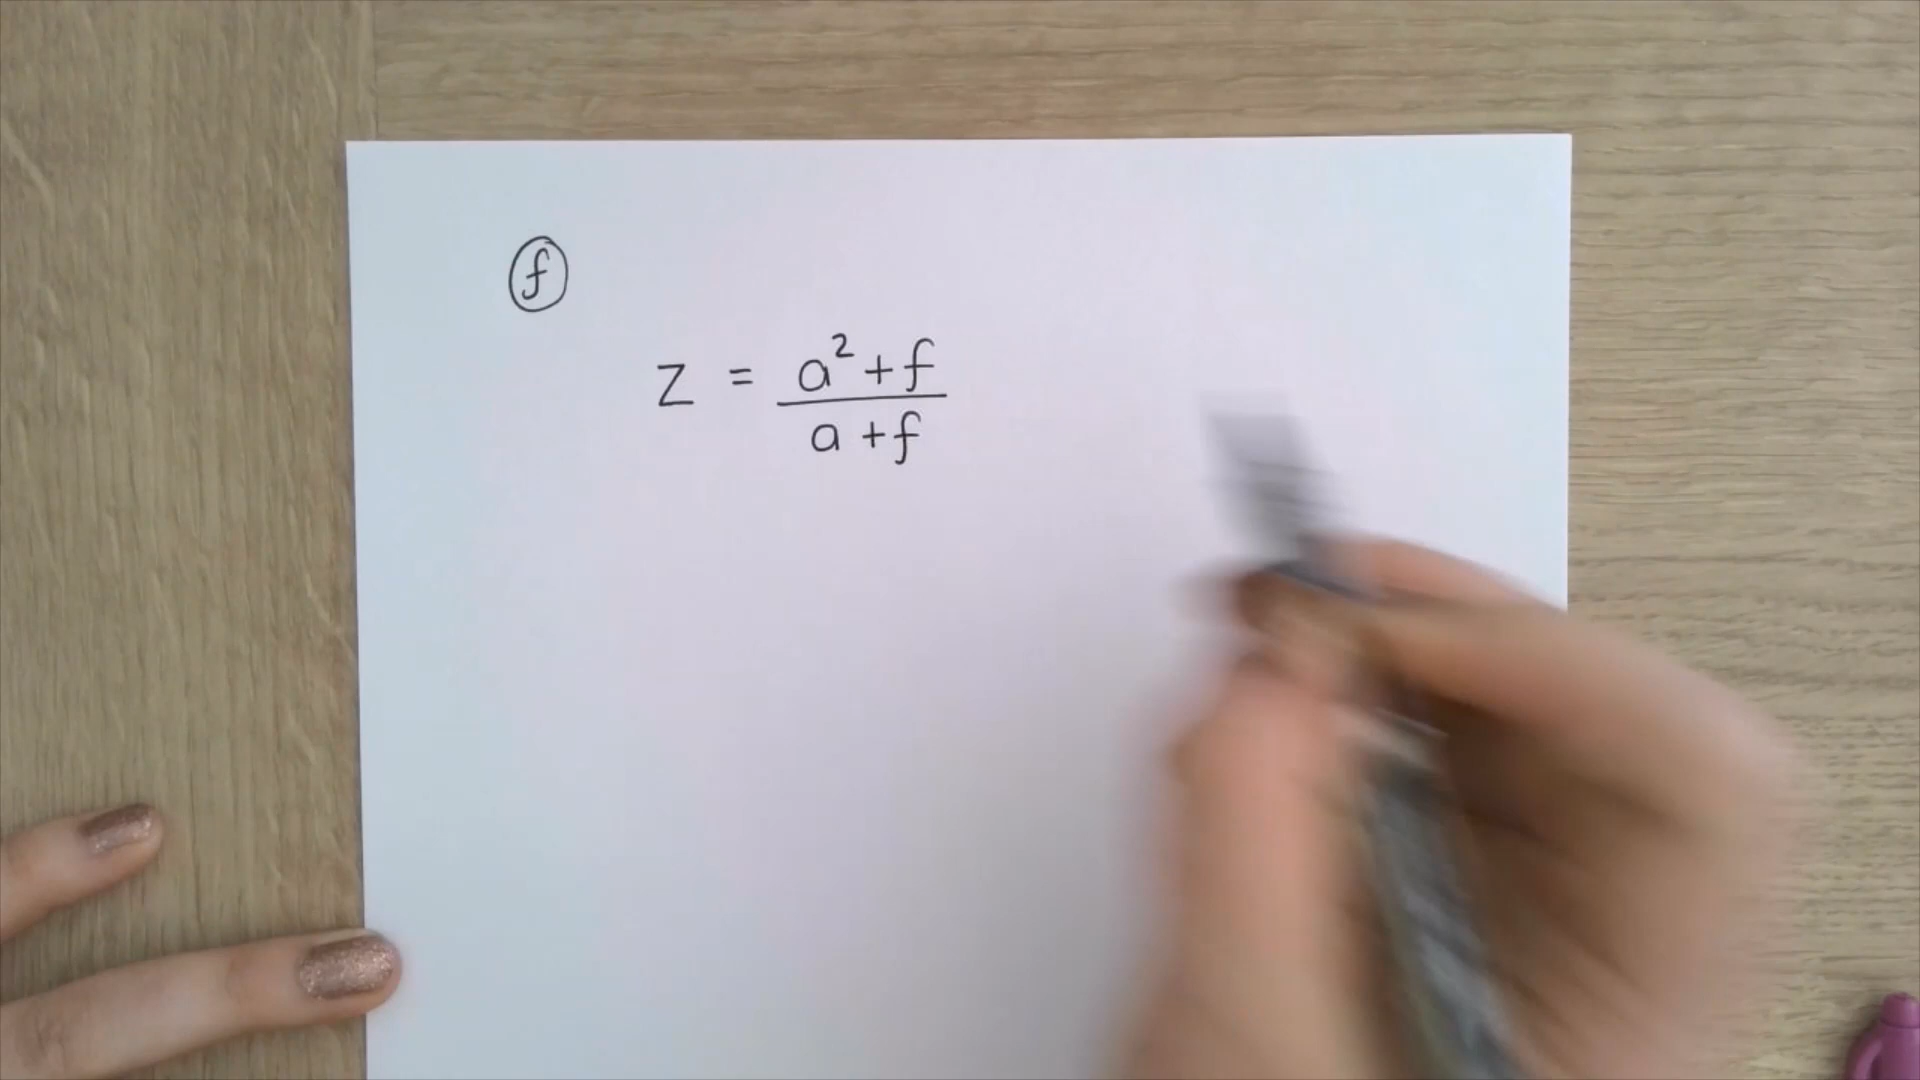 f
z = a² + f
a + f